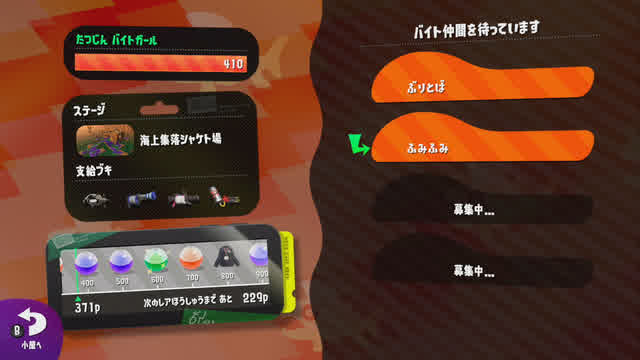 たつじん バイトガール
410
ステージ
海上集落シャケト場
支給ブキ
400 500 600 700 800 900
371p 次のレアほうしゅうまで あと 229p
B
小屋へ
バイト仲間を待っています
ぶりとば
ふみふみ
募集中...
募集中...